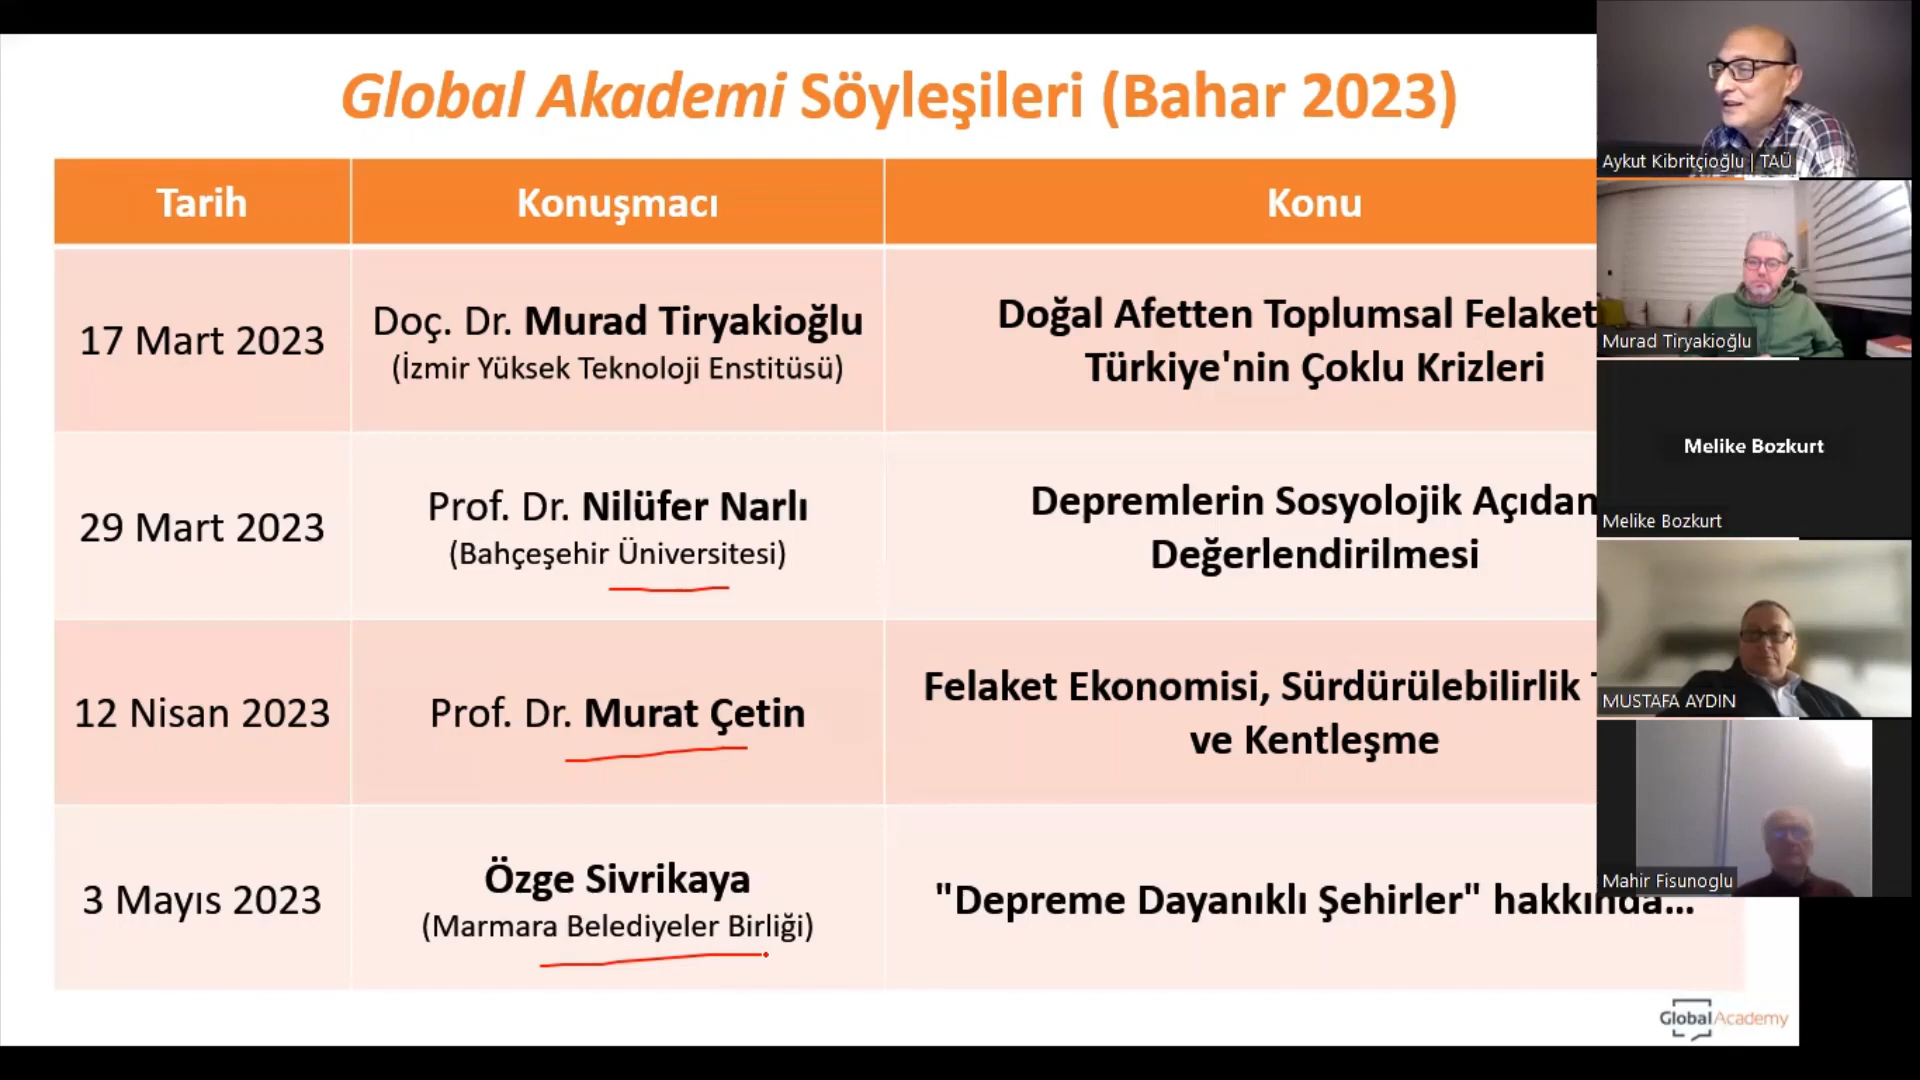 Global Akademi Söyleşileri (Bahar 2023)
Tarih
Konuşmacı
Konu
17 Mart 2023
Doç. Dr. Murad Tiryakioğlu
(İzmir Yüksek Teknoloji Enstitüsü)
Doğal Afetten Toplumsal Felaket
Türkiye'nin Çoklu Krizleri
29 Mart 2023
Prof. Dr. Nilüfer Narlı
(Bahçeşehir Üniversitesi)
Depremlerin Sosyolojik Açıdan
Değerlendirilmesi
12 Nisan 2023
Prof. Dr. Murat Çetin
Felaket Ekonomisi, Sürdürülebilirlik
ve Kentleşme
3 Mayıs 2023
Özge Sivrikaya
(Marmara Belediyeler Birliği)
"Depreme Dayanıklı Şehirler" hakkında...
GlobalAcademy
Aykut Kibritçioğlu | TAÜ
Murad Tiryakioğlu
Melike Bozkurt
Melike Bozkurt
MUSTAFA AYDIN
Mahir Fisunoglu